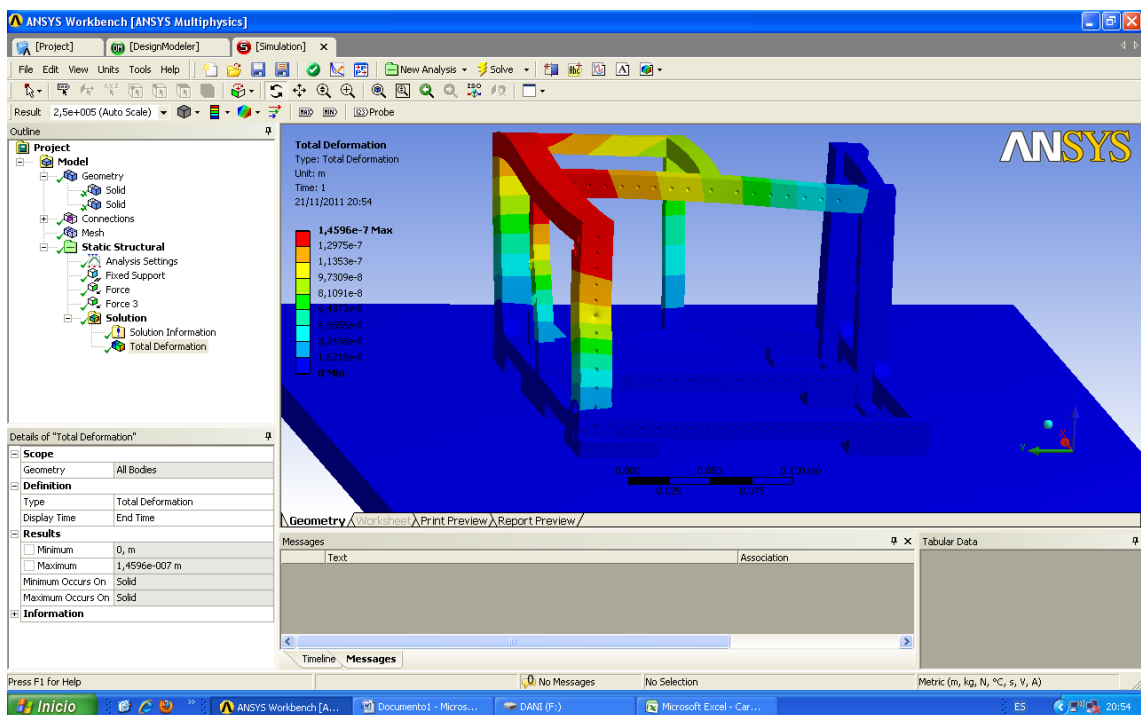 ANSYS Workbench [ANSYS Multiphysics]
[Project] [DesignModeler] [Simulation]
File Edit View Units Tools Help New Analysis Solve
Result 2,5e+005 (Auto Scale) MAX MIN Probe
Outline
Project
Model
Geometry
Solid
Solid
Connections
Mesh
Static Structural
Analysis Settings
Fixed Support
Force
Force 3
Solution
Solution Information
Total Deformation
Total Deformation
Type: Total Deformation
Unit: m
Time: 1
21/11/2011 20:54
1,4596e-7 Max
1,2975e-7
1,1353e-7
9,7309e-8
8,1091e-8
0 Min
ANSYS
Y X
0.000 0.050 0.100(m)
0.025 0.075
Details of "Total Deformation"
Scope
Geometry All Bodies
Definition
Type Total Deformation
Display Time End Time
Results
Minimum 0, m
Maximum 1,4596e-007 m
Minimum Occurs On Solid
Maximum Occurs On Solid
Information
Geometry Worksheet Print Preview Report Preview
Messages
Text Association
Tabular Data
Timeline Messages
Press F1 for Help No Messages No Selection Metric (m, kg, N, °C, s, V, A)
Inicio ANSYS Workbench [A... Documento1 - Micros... DANI (F:) Microsoft Excel - Car... ES 20:54